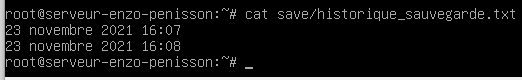 root@serveur-enzo-penisson:~# cat save/historique_sauvegarde.txt
23 novembre 2021 16:07
23 novembre 2021 16:08
root@serveur-enzo-penisson:~# _